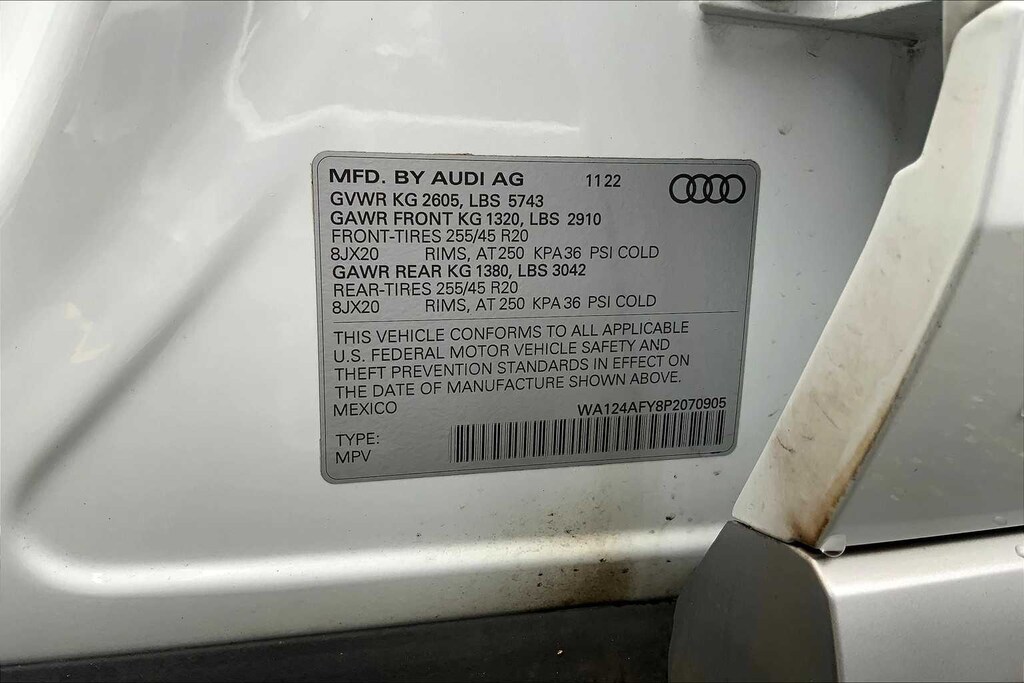 MFD. BY AUDI AG 11 22
GVWR KG 2605, LBS 5743
GAWR FRONT KG 1320, LBS 2910
FRONT-TIRES 255/45 R20
8JX20 RIMS, AT 250 KPA 36 PSI COLD
GAWR REAR KG 1380, LBS 3042
REAR-TIRES 255/45 R20
8JX20 RIMS, AT 250 KPA 36 PSI COLD
THIS VEHICLE CONFORMS TO ALL APPLICABLE
U.S. FEDERAL MOTOR VEHICLE SAFETY AND
THEFT PREVENTION STANDARDS IN EFFECT ON
THE DATE OF MANUFACTURE SHOWN ABOVE.
MEXICO WA124AFY8P2070905
TYPE:
MPV